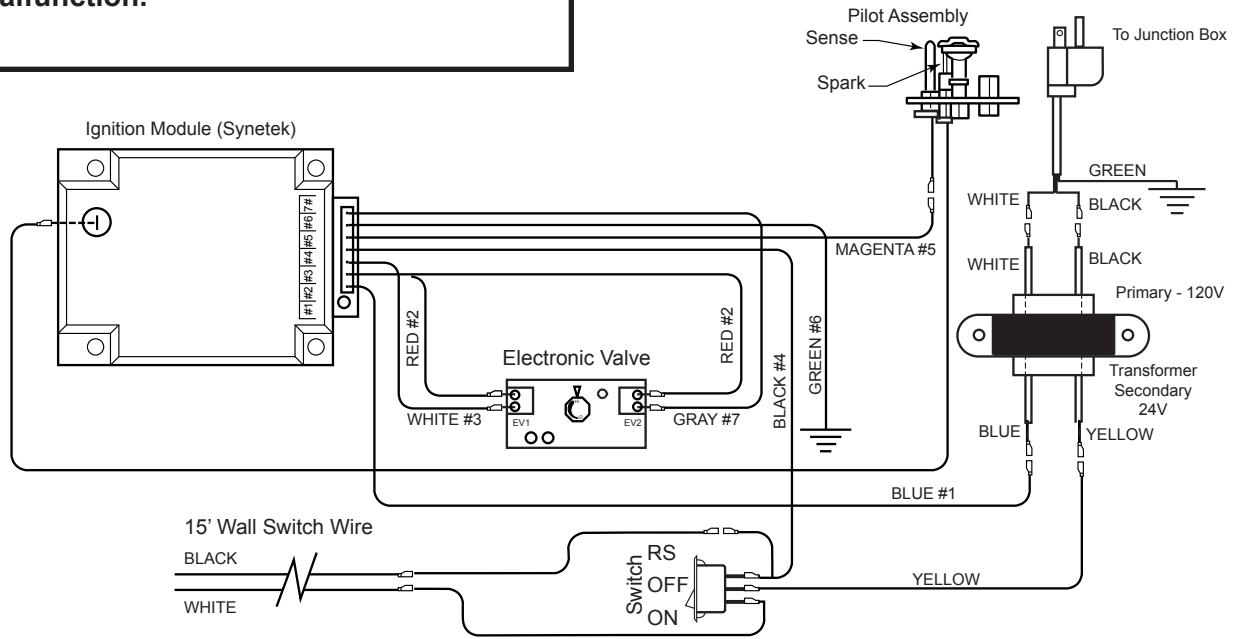 alfunction.
Pilot Assembly
Sense
Spark
To Junction Box
Ignition Module (Synetek)
#1 #2 #3 #4 #5 #6 7#
GREEN
WHITE
BLACK
MAGENTA #5
WHITE
BLACK
Primary - 120V
RED #2
Electronic Valve
RED #2
BLACK #4
GREEN #6
Transformer
Secondary
24V
WHITE #3
EV1
EV2
GRAY #7
BLUE
YELLOW
BLUE #1
15' Wall Switch Wire
BLACK
WHITE
Switch
RS
OFF
ON
YELLOW